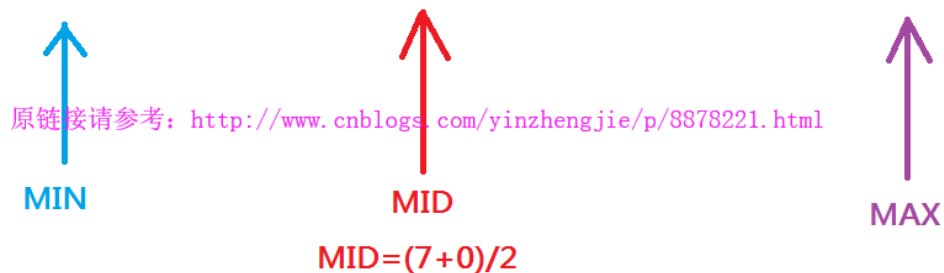 原链接请参考：http://www.cnblogs.com/yinzhengjie/p/8878221.html
MIN
MID
MAX
MID=(7+0)/2